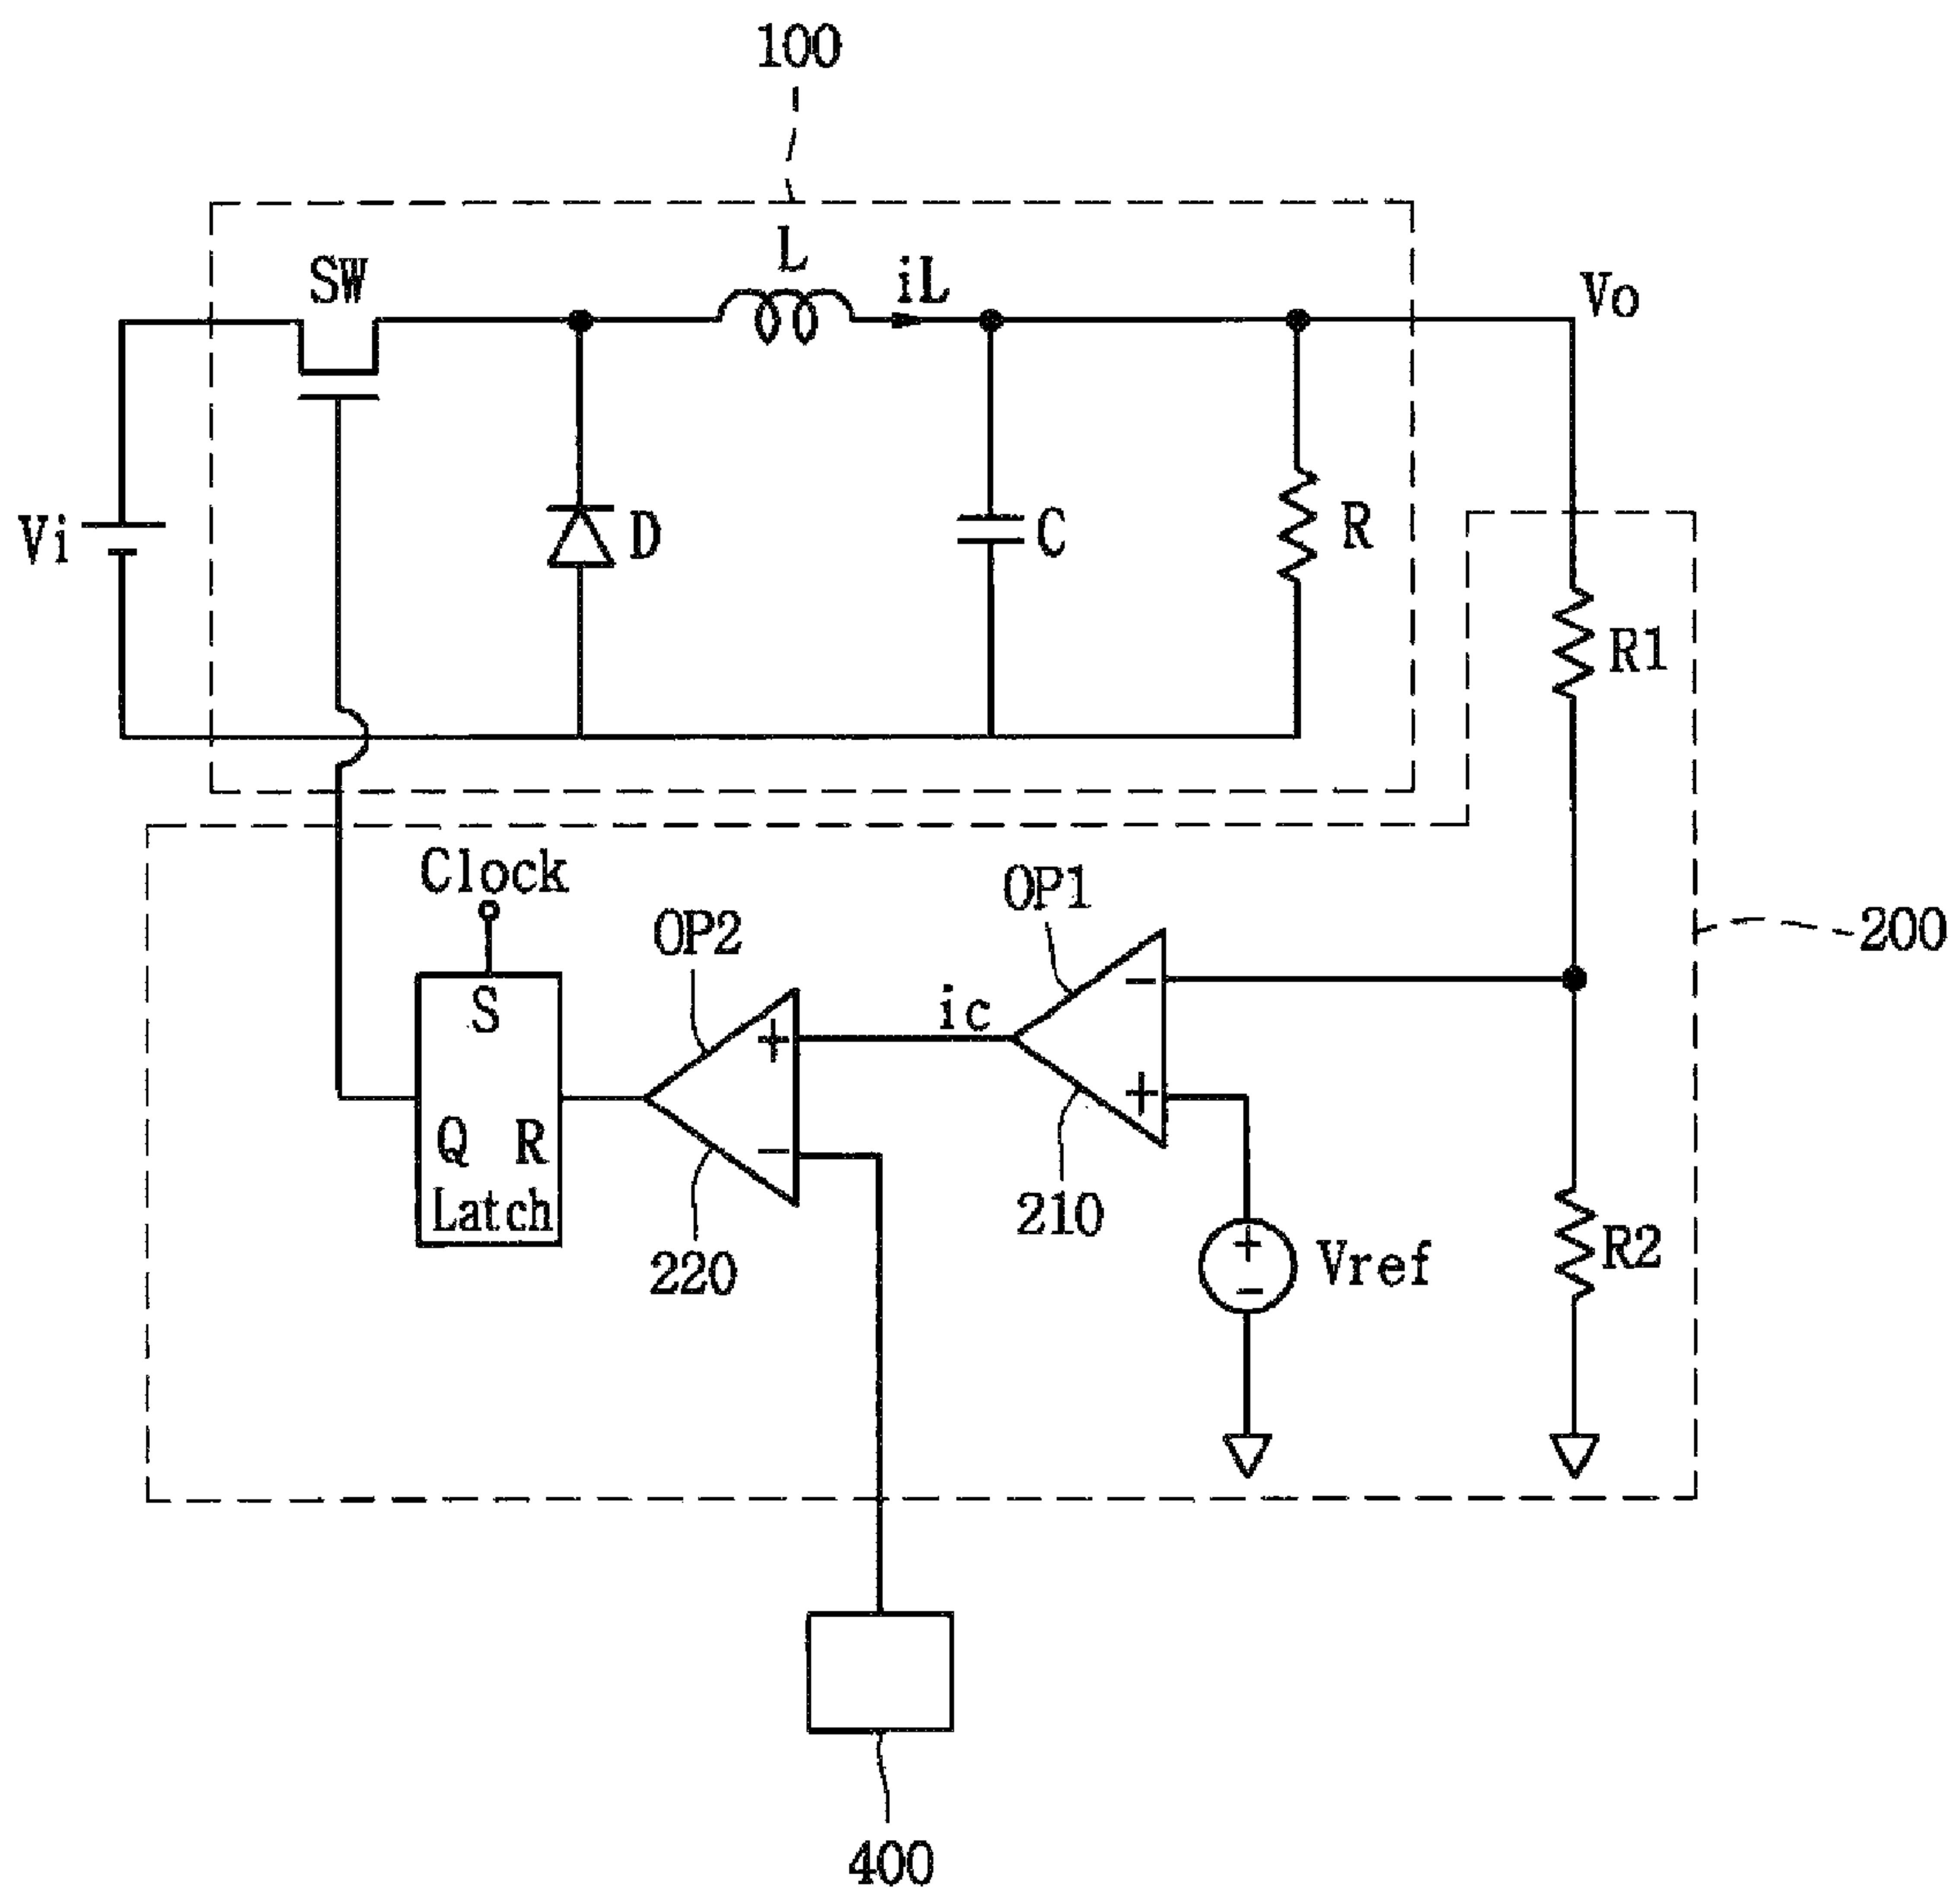 100
L
SW
iL
Vo
Vi
D
C
R
R1
Clock
OP1
OP2
200
S
ic
-
+
+
Q R
-
Latch
210
220
+
-
Vref
R2
400